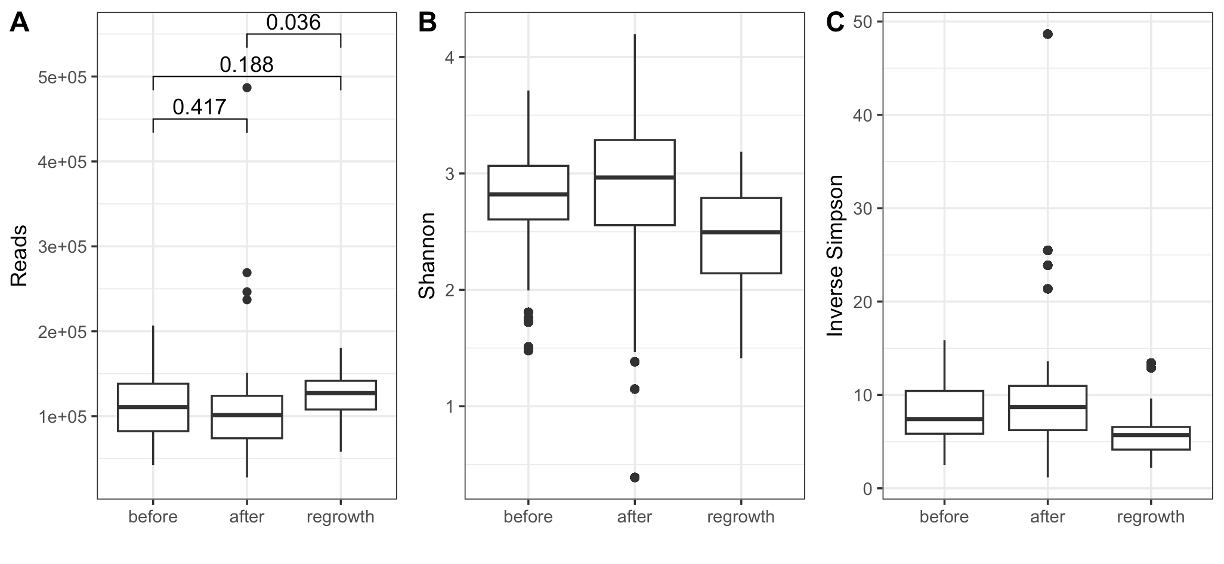 A
Reads
5e+05
4e+05
3e+05
2e+05
1e+05
0.036
0.188
0.417
before after regrowth
B
Shannon
4
3
2
1
before after regrowth
C
Inverse Simpson
50
40
30
20
10
0
before after regrowth